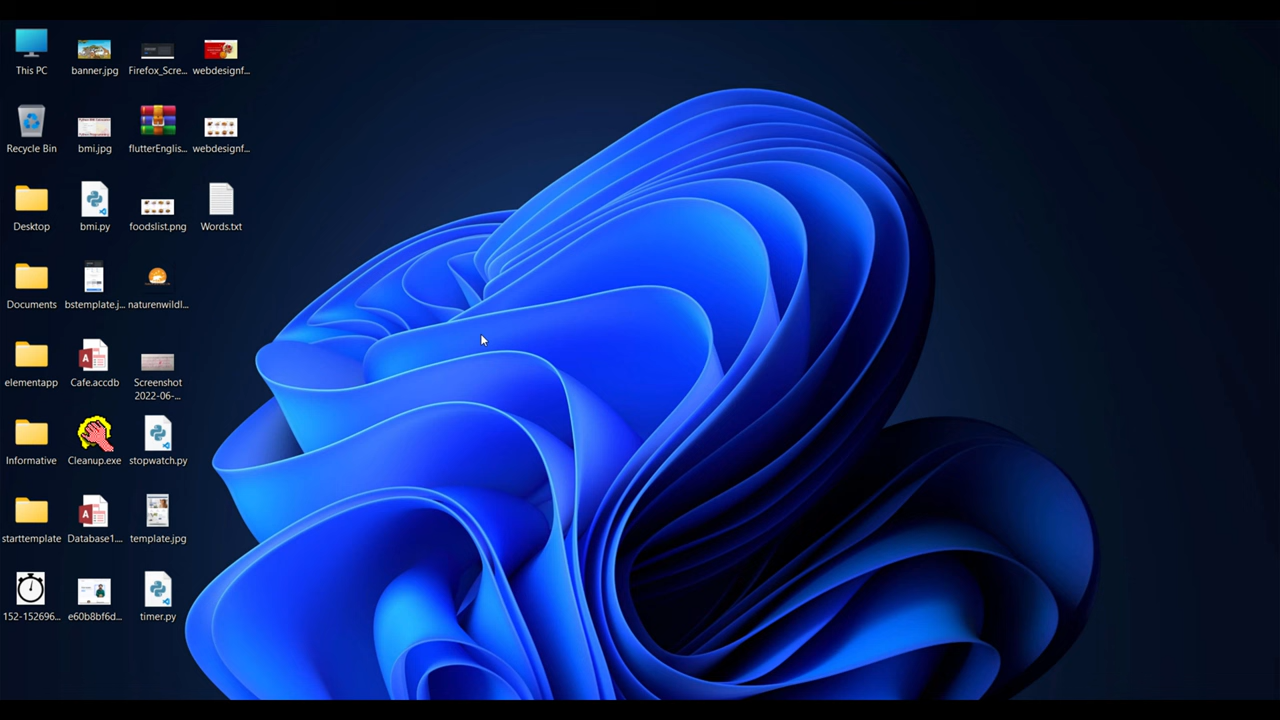 This PC
banner.jpg
Firefox_Scre...
webdesignf...
Recycle Bin
bmi.jpg
flutterEnglis...
webdesignf...
Desktop
bmi.py
foodslist.png
Words.txt
Documents
bstemplate.j...
naturenwildl...
elementapp
Cafe.accdb
Screenshot
2022-06-...
Informative
Cleanup.exe
stopwatch.py
starttemplate
Database1....
template.jpg
152-152696...
e60b8bf6d...
timer.py